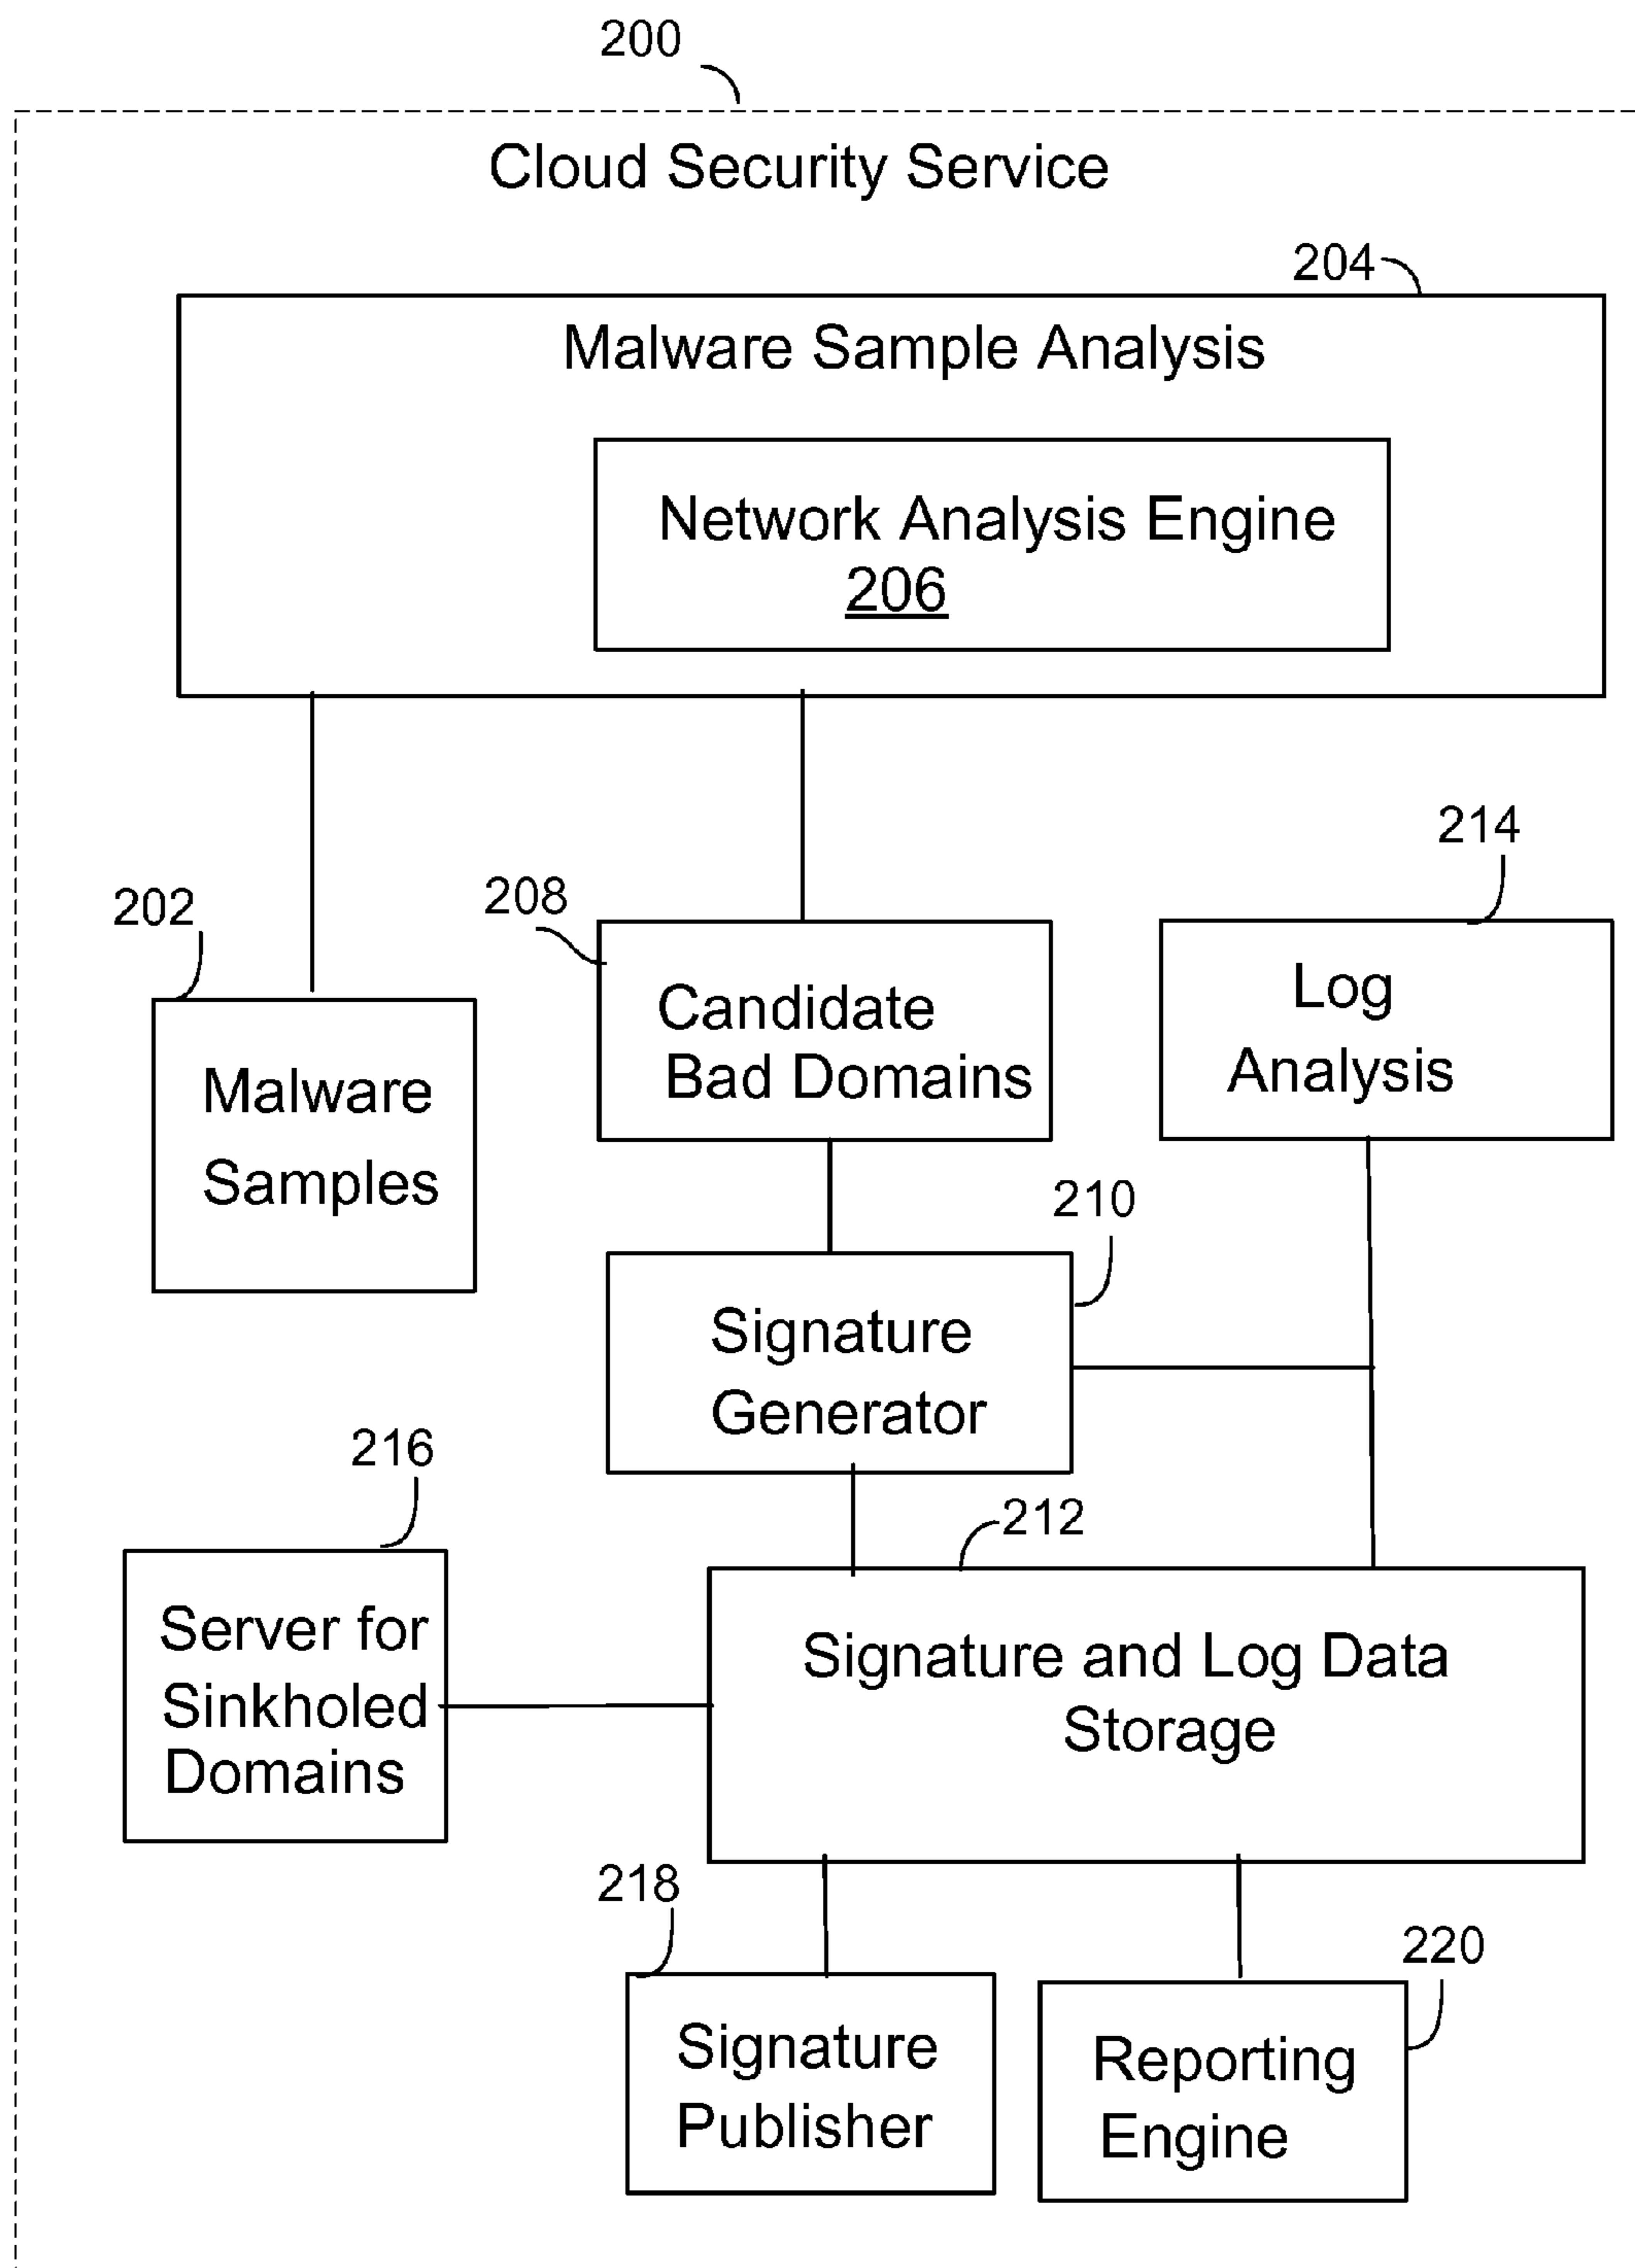 200
Cloud Security Service
204
Malware Sample Analysis
Network Analysis Engine
206
214
202
208
Candidate
Bad Domains
Log
Analysis
Malware
Samples
210
Signature
Generator
216
212
Server for
Sinkholed
Domains
Signature and Log Data
Storage
218
220
Signature
Publisher
Reporting
Engine